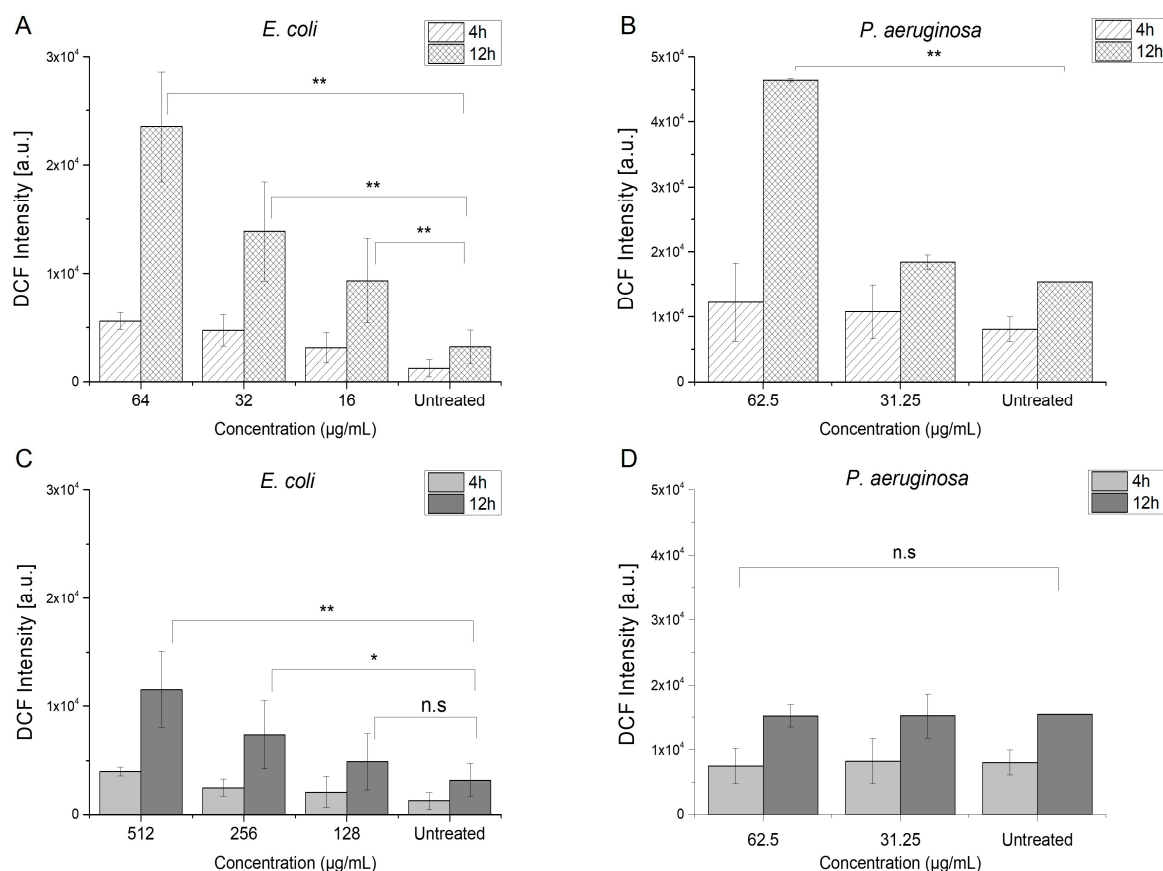 A
E. coli
4h
12h
3x10⁴
2x10⁴
1x10⁴
0
DCF Intensity [a.u.]
**
**
**
64 32 16 Untreated
Concentration (µg/mL)
B
P. aeruginosa
4h
12h
5x10⁴
4x10⁴
3x10⁴
2x10⁴
1x10⁴
0
DCF Intensity [a.u.]
**
62.5 31.25 Untreated
Concentration (µg/mL)
C
E. coli
4h
12h
3x10⁴
2x10⁴
1x10⁴
0
DCF Intensity [a.u.]
**
*
n.s
512 256 128 Untreated
Concentration (µg/mL)
D
P. aeruginosa
4h
12h
5x10⁴
4x10⁴
3x10⁴
2x10⁴
1x10⁴
0
DCF Intensity [a.u.]
n.s
62.5 31.25 Untreated
Concentration (µg/mL)